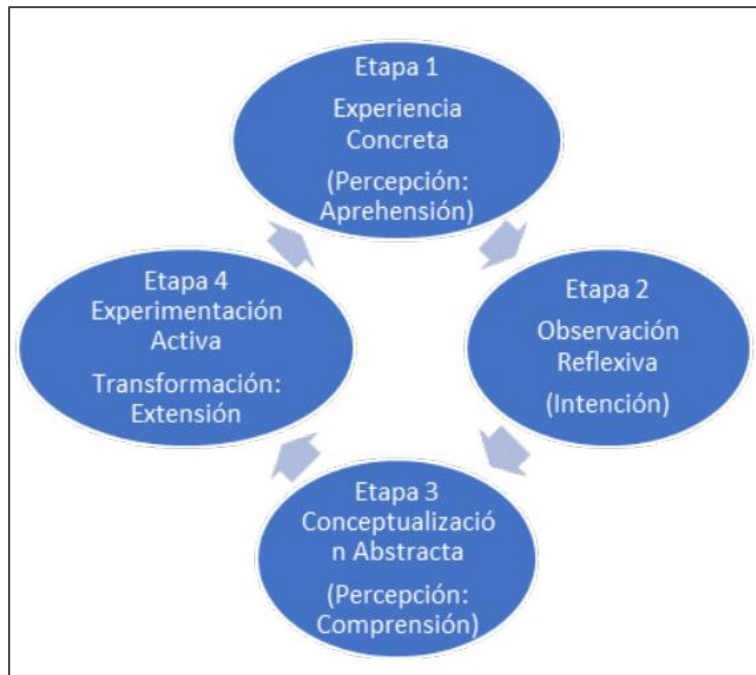 Etapa 1
Experiencia
Concreta
(Percepción:
Aprehensión)
Etapa 2
Observación
Reflexiva
(Intención)
Etapa 3
Conceptualizació
n Abstracta
(Percepción:
Comprensión)
Etapa 4
Experimentación
Activa
Transformación:
Extensión